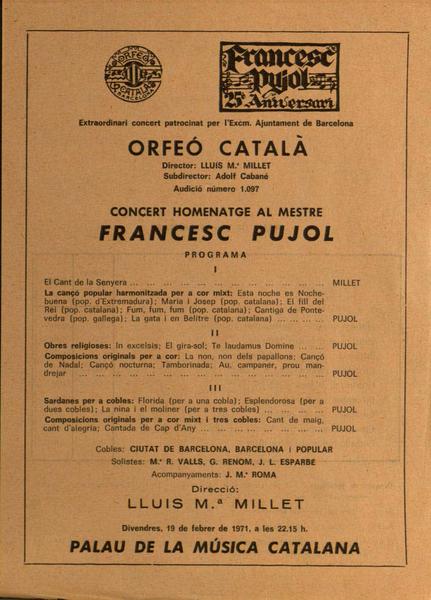 ORFEÓ
CATALÀ
BARCELONA
Francesc
Pujol
25è Aniversari
Extraordinari concert patrocinat per l'Excm. Ajuntament de Barcelona
ORFEÓ CATALÀ
Director: LLUIS M.ª MILLET
Subdirector: Adolf Cabané
Audició número 1.097
CONCERT HOMENATGE AL MESTRE
FRANCESC PUJOL
PROGRAMA
I
El Cant de la Senyera ... ... ... ... ... ... ... ... ... ... ... MILLET
La cançó popular harmonitzada per a cor mixt: Esta noche es Noche-
buena (pop. d'Extremadura); Maria i Josep (pop. catalana); El fill del
Rei (pop. catalana); Fum, fum, fum (pop. catalana); Cantiga de Ponte-
vedra (pop. gallega); La gata i en Belitre (pop. catalana) ... ... ... ... PUJOL
II
Obres religioses: In excelsis; El gira-sol; Te laudamus Domine ... ... PUJOL
Composicions originals per a cor: La non, non dels papallons; Cançó
de Nadal; Cançó nocturna; Tamborinada; Au, campaner, prou man-
drejar ... ... ... ... ... ... ... ... ... ... ... ... ... PUJOL
III
Sardanes per a cobles: Florida (per a una cobla); Esplendorosa (per a
dues cobles); La nina i el moliner (per a tres cobles) ... ... ... ... PUJOL
Composicions originals per a cor mixt i tres cobles: Cant de maig,
cant d'alegria; Cantada de Cap d'Any ... ... ... ... ... ... ... PUJOL
Cobles: CIUTAT DE BARCELONA, BARCELONA i POPULAR
Solistes: M.ª R. VALLS, G. RENOM, J. L. ESPARBÉ
Acompanyaments: J. M.ª ROMA
Direcció:
LLUIS M.ª MILLET
Divendres, 19 de febrer de 1971, a les 22.15 h.
PALAU DE LA MÚSICA CATALANA